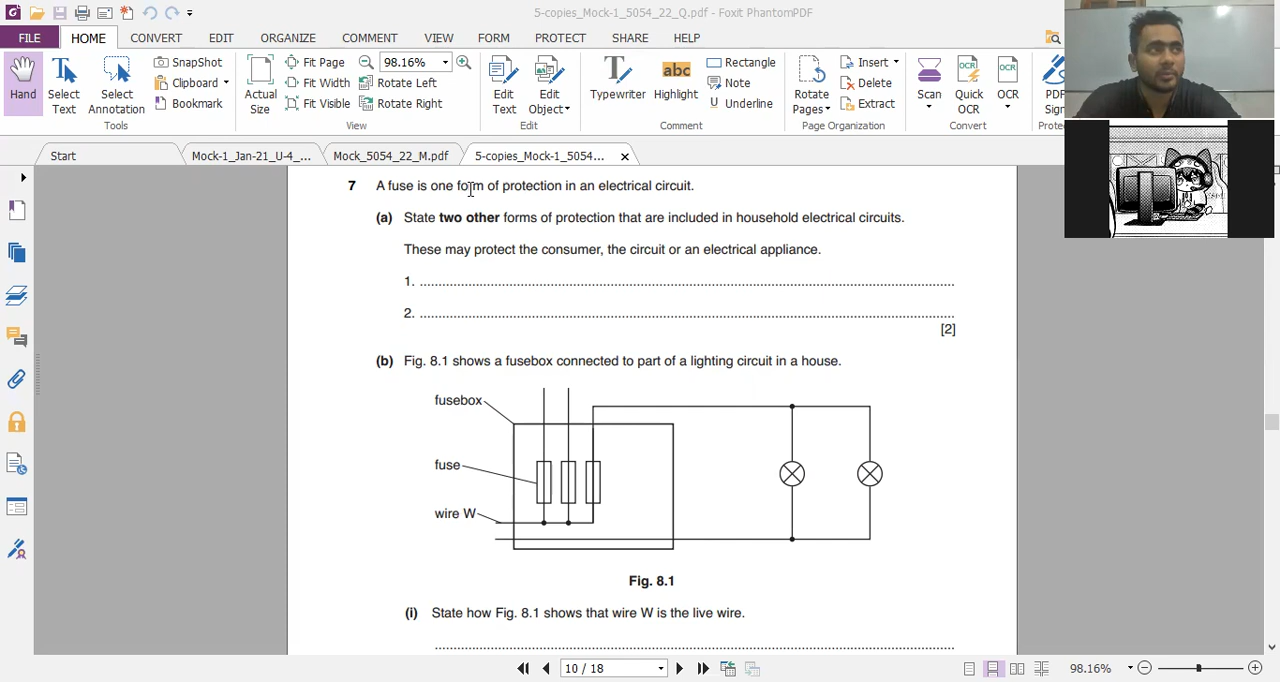 5-copies_Mock-1_5054_22_Q.pdf - Foxit PhantomPDF
FILE HOME CONVERT EDIT ORGANIZE COMMENT VIEW FORM PROTECT SHARE HELP
Hand
Select Text
Select Annotation
SnapShot
Clipboard
Bookmark
Tools
Actual Size
Fit Page
Fit Width
Fit Visible
98.16%
Rotate Left
Rotate Right
View
Edit Text
Edit Object
Edit
Typewriter
abc
Highlight
Rectangle
Note
Underline
Comment
Rotate Pages
Insert
Delete
Extract
Page Organization
Scan
Quick OCR
OCR
Convert
PDF
Sign
Start Mock-1_Jan-21_U-4_... Mock_5054_22_M.pdf 5-copies_Mock-1_5054...
7 A fuse is one form of protection in an electrical circuit.
(a) State two other forms of protection that are included in household electrical circuits.
These may protect the consumer, the circuit or an electrical appliance.
1. ..........
2. ..........
[2]
(b) Fig. 8.1 shows a fusebox connected to part of a lighting circuit in a house.
fusebox
fuse
wire W
Fig. 8.1
(i) State how Fig. 8.1 shows that wire W is the live wire.
10 / 18
98.16%